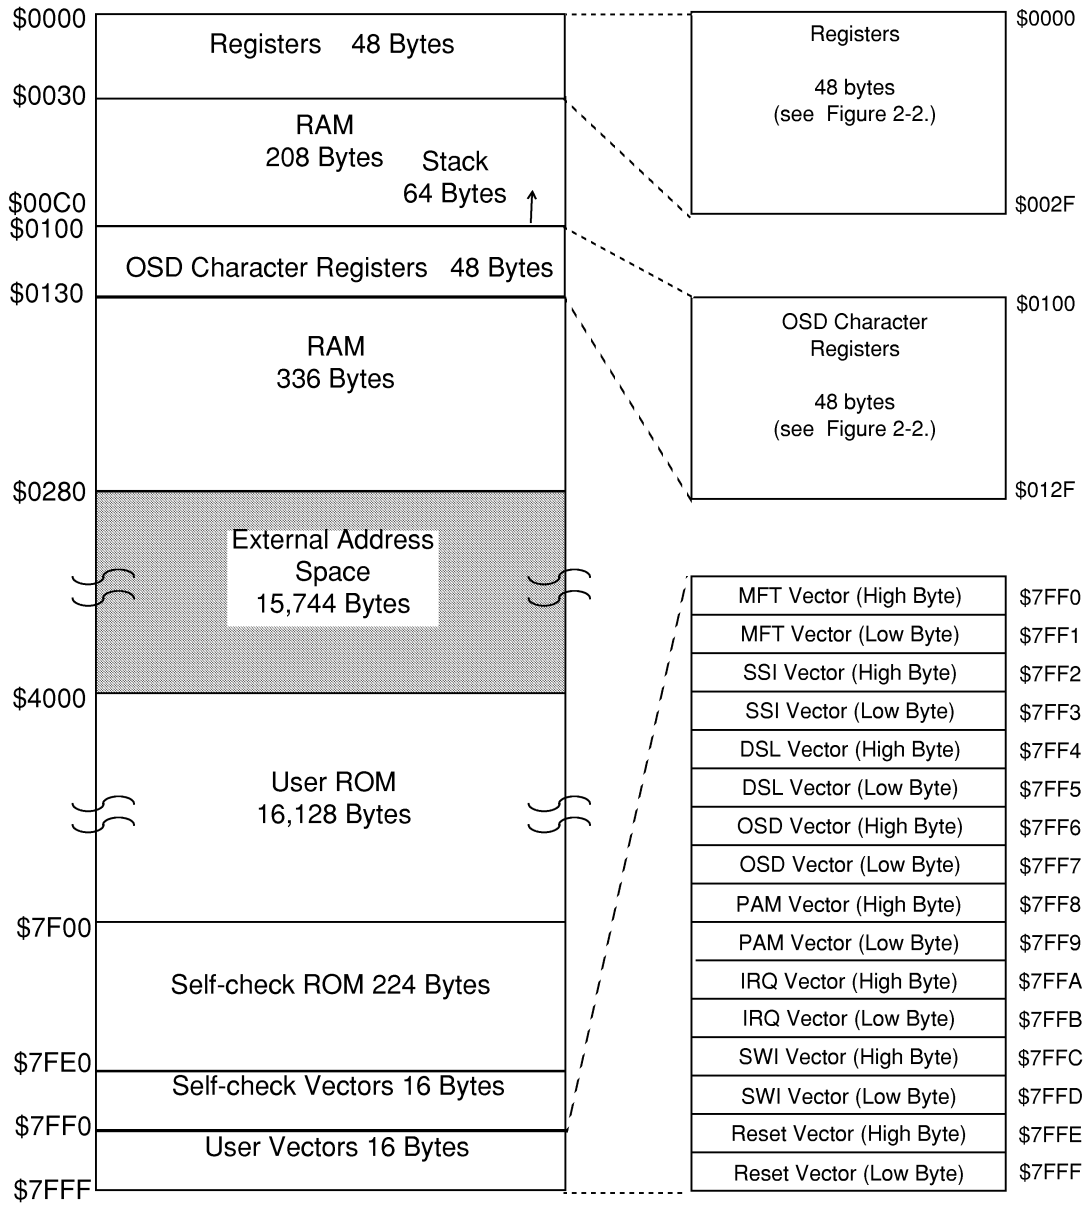 $0000
Registers 48 Bytes
$0030
RAM
208 Bytes
Stack
64 Bytes
$00C0
$0100
OSD Character Registers 48 Bytes
$0130
RAM
336 Bytes
$0280
External Address
Space
15,744 Bytes
$4000
User ROM
16,128 Bytes
$7F00
Self-check ROM 224 Bytes
$7FE0
Self-check Vectors 16 Bytes
$7FF0
User Vectors 16 Bytes
$7FFF
Registers
$0000
48 bytes
(see Figure 2-2.)
$002F
$0100
OSD Character
Registers
48 bytes
(see Figure 2-2.)
$012F
MFT Vector (High Byte) $7FF0
MFT Vector (Low Byte) $7FF1
SSI Vector (High Byte) $7FF2
SSI Vector (Low Byte) $7FF3
DSL Vector (High Byte) $7FF4
DSL Vector (Low Byte) $7FF5
OSD Vector (High Byte) $7FF6
OSD Vector (Low Byte) $7FF7
PAM Vector (High Byte) $7FF8
PAM Vector (Low Byte) $7FF9
IRQ Vector (High Byte) $7FFA
IRQ Vector (Low Byte) $7FFB
SWI Vector (High Byte) $7FFC
SWI Vector (Low Byte) $7FFD
Reset Vector (High Byte) $7FFE
Reset Vector (Low Byte) $7FFF